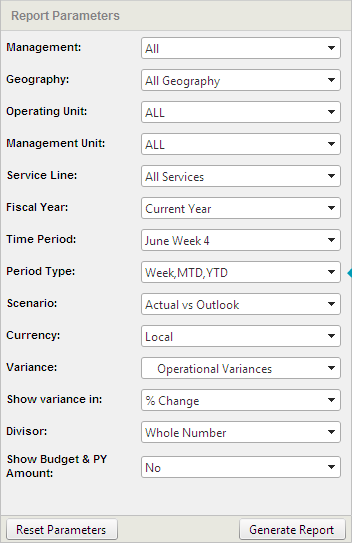 Report Parameters
Management: All
Geography: All Geography
Operating Unit: ALL
Management Unit: ALL
Service Line: All Services
Fiscal Year: Current Year
Time Period: June Week 4
Period Type: Week,MTD,YTD
Scenario: Actual vs Outlook
Currency: Local
Variance: Operational Variances
Show variance in: % Change
Divisor: Whole Number
Show Budget & PY
Amount: No
Reset Parameters Generate Report